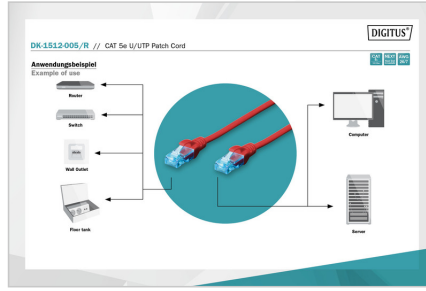 DIGITUS®
DK-1512-005/R // CAT 5e U/UTP Patch Cord
Anwendungsbeispiel
Example of use
Router
Switch
Wall Outlet
Floor tank
Computer
Server